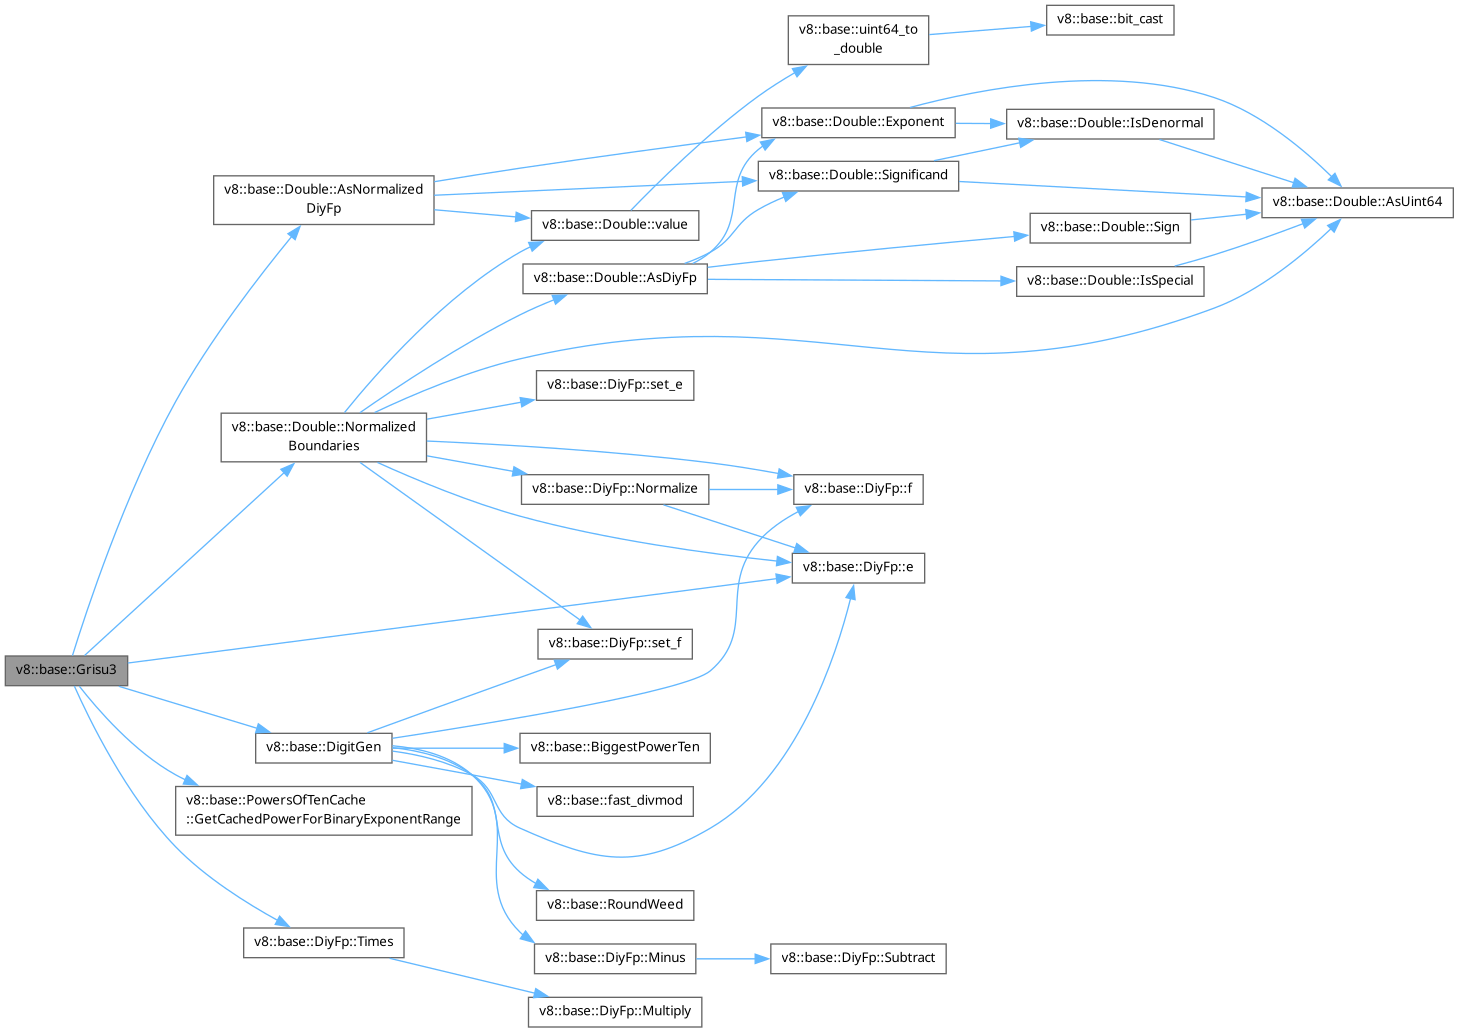 v8::base::uint64_to
_double
v8::base::bit_cast
v8::base::Double::Exponent
v8::base::Double::IsDenormal
v8::base::Double::Significand
v8::base::Double::AsNormalized
DiyFp
v8::base::Double::AsUint64
v8::base::Double::value
v8::base::Double::Sign
v8::base::Double::AsDiyFp
v8::base::Double::IsSpecial
v8::base::DiyFp::set_e
v8::base::Double::Normalized
Boundaries
v8::base::DiyFp::Normalize
v8::base::DiyFp::f
v8::base::DiyFp::e
v8::base::DiyFp::set_f
v8::base::Grisu3
v8::base::DigitGen
v8::base::BiggestPowerTen
v8::base::fast_divmod
v8::base::PowersOfTenCache
::GetCachedPowerForBinaryExponentRange
v8::base::RoundWeed
v8::base::DiyFp::Times
v8::base::DiyFp::Minus
v8::base::DiyFp::Subtract
v8::base::DiyFp::Multiply